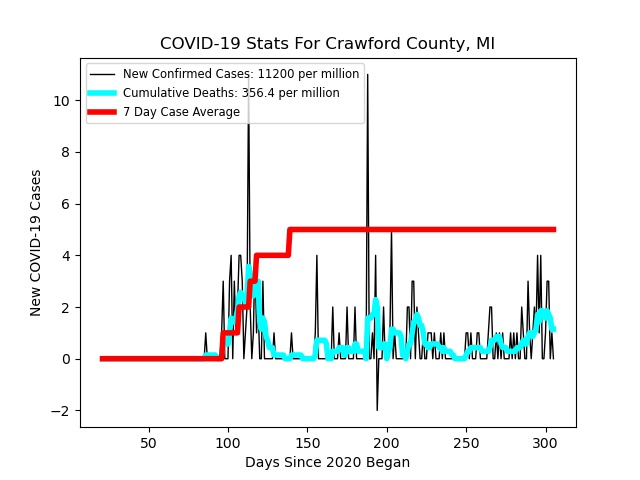 COVID-19 Stats For Crawford County, MI
New Confirmed Cases: 11200 per million
Cumulative Deaths: 356.4 per million
7 Day Case Average
New COVID-19 Cases
10
8
6
4
2
0
−2
50
100
150
200
250
300
Days Since 2020 Began